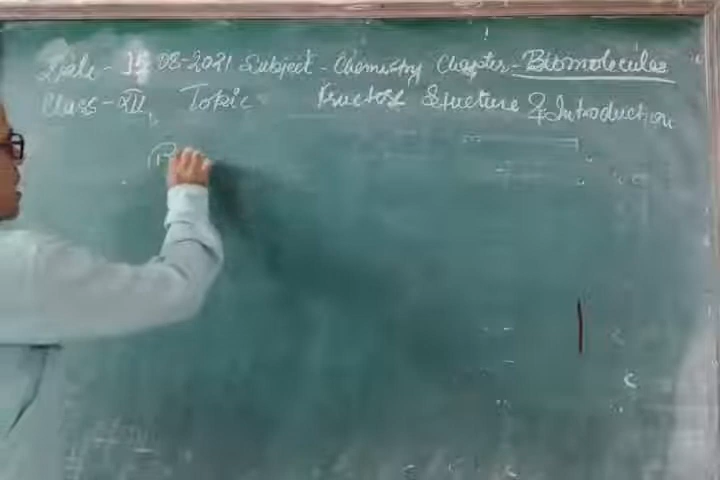 Date - 15 08-2021 Subject - Chemistry Chapter - Biomolecules
Class - XII, Topic Fructose Structure & Introduction